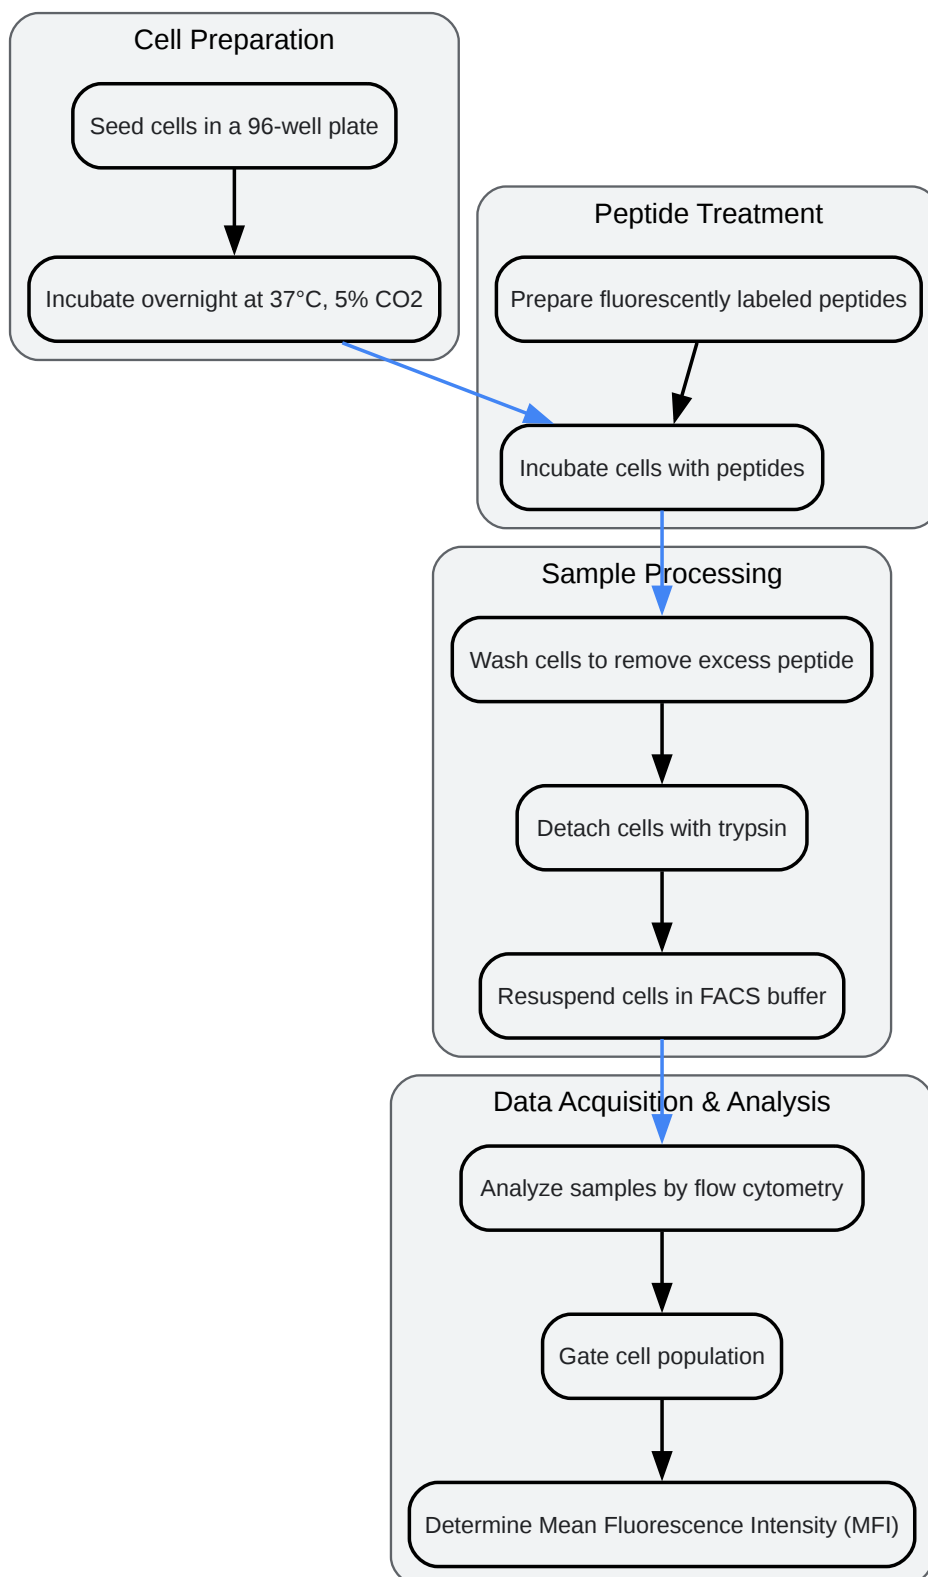 Cell Preparation
Seed cells in a 96-well plate
Incubate overnight at 37°C, 5% CO2
Peptide Treatment
Prepare fluorescently labeled peptides
Incubate cells with peptides
Sample Processing
Wash cells to remove excess peptide
Detach cells with trypsin
Resuspend cells in FACS buffer
Data Acquisition & Analysis
Analyze samples by flow cytometry
Gate cell population
Determine Mean Fluorescence Intensity (MFI)